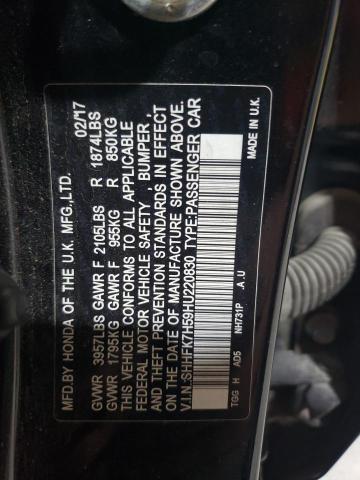 MFD.BY HONDA OF THE U.K. MFG.,LTD. 02/17
GVWR 3957LBS GAWR F 2105LBS R 1874LBS
GVWR 1795KG GAWR F 955KG R 850KG
THIS VEHICLE CONFORMS TO ALL APPLICABLE
FEDERAL MOTOR VEHICLE SAFETY , BUMPER ,
AND THEFT PREVENTION STANDARDS IN EFFECT
ON THE DATE OF MANUFACTURE SHOWN ABOVE.
V.I.N.:SHHFK7H59HU220830 TYPE:PASSENGER CAR
NH731P A .U MADE IN U.K.
TGG H AD5